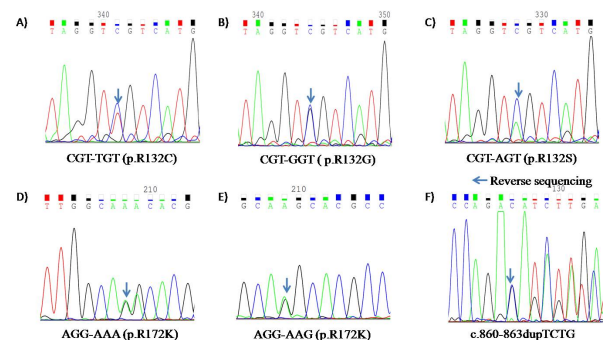 A)
340
T A G G T C G T C A T G
CGT-TGT (p.R132C)
B)
340 350
T A G G T C G T C A T G
CGT-GGT ( p.R132G)
C)
330
T A G G T C G T C A T G
CGT-AGT (p.R132S)
D)
210
T T G G C A A A C A C G
AGG-AAA (p.R172K)
E)
210
G C A A G C A C G C C
AGG-AAG (p.R172K)
Reverse sequencing
F)
130
C C A G A C A T C T T G A
c.860-863dupTCTG